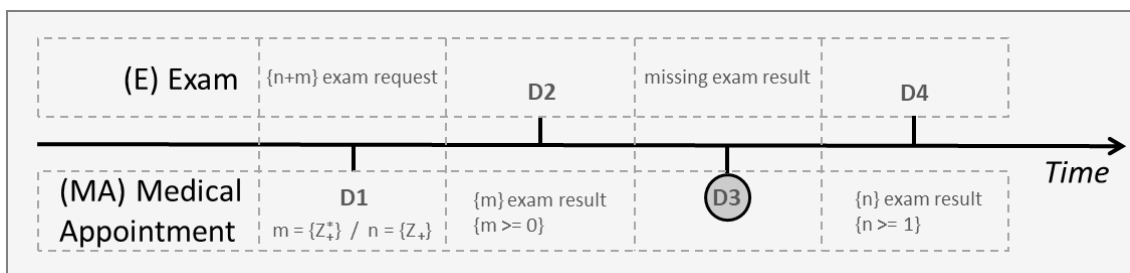 (E) Exam
{n+m} exam request
D2
missing exam result
D4
Time
(MA) Medical
Appointment
D1
m = {Z₊*} / n = {Z₊}
{m} exam result
{m >= 0}
D3
{n} exam result
{n >= 1}